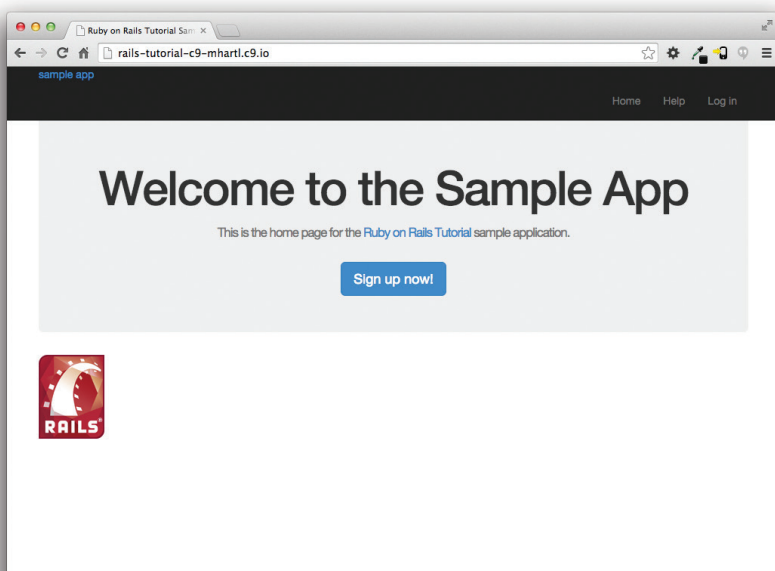 Ruby on Rails Tutorial Sam
rails-tutorial-c9-mhartl.c9.io
sample app
Home Help Log in
Welcome to the Sample App
This is the home page for the Ruby on Rails Tutorial sample application.
Sign up now!
RAILS